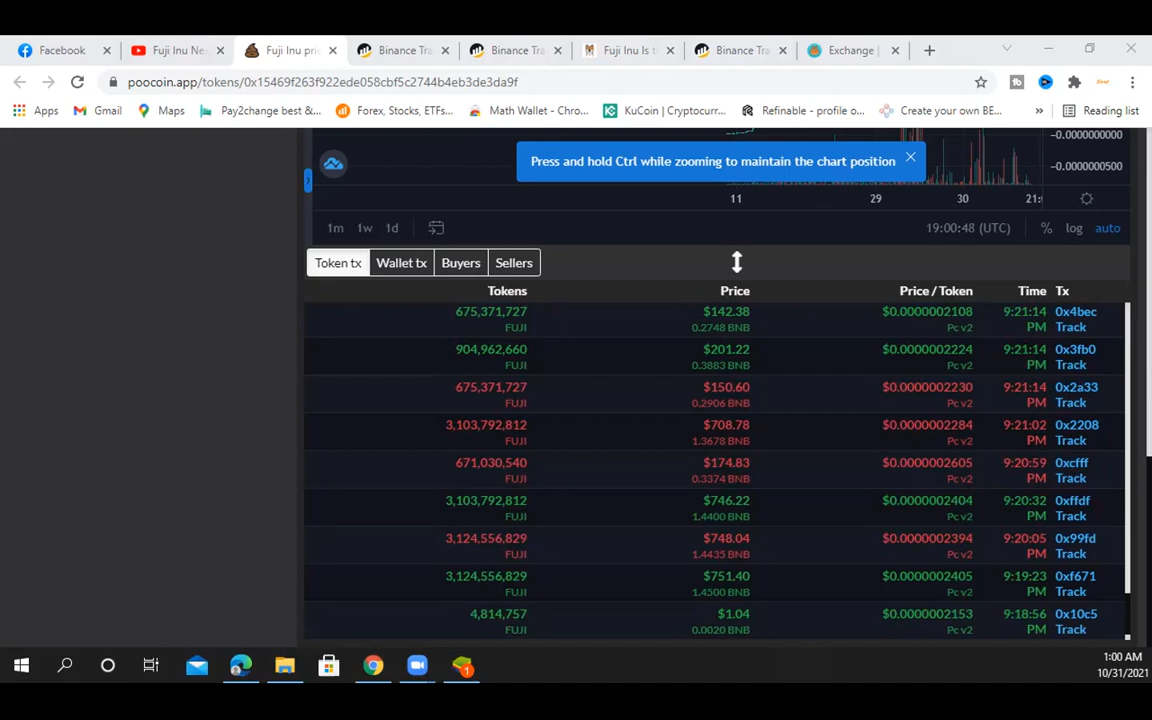 Facebook
Fuji Inu Ne
Fuji Inu pri
Binance Tra
Binance Tra
Fuji Inu Is t
Binance Tra
Exchange |
poocoin.app/tokens/0x15469f263f922ede058cbf5c2744b4eb3de3da9f
Apps
Gmail
Maps
Pay2change best &...
Forex, Stocks, ETFs...
Math Wallet - Chro...
KuCoin | Cryptocurr...
Refinable - profile o...
Create your own BE...
»
Reading list
Press and hold Ctrl while zooming to maintain the chart position
-0.0000000000
-0.0000000500
11 29 30 21:
1m 1w 1d
19:00:48 (UTC) % log auto
Token tx Wallet tx Buyers Sellers
Tokens Price Price / Token Time Tx
675,371,727 $142.38 $0.0000002108 9:21:14 0x4bec
FUJI 0.2748 BNB Pc v2 PM Track
904,962,660 $201.22 $0.0000002224 9:21:14 0x3fb0
FUJI 0.3883 BNB Pc v2 PM Track
675,371,727 $150.60 $0.0000002230 9:21:14 0x2a33
FUJI 0.2906 BNB Pc v2 PM Track
3,103,792,812 $708.78 $0.0000002284 9:21:02 0x2208
FUJI 1.3678 BNB Pc v2 PM Track
671,030,540 $174.83 $0.0000002605 9:20:59 0xcfff
FUJI 0.3374 BNB Pc v2 PM Track
3,103,792,812 $746.22 $0.0000002404 9:20:32 0xffdf
FUJI 1.4400 BNB Pc v2 PM Track
3,124,556,829 $748.04 $0.0000002394 9:20:05 0x99fd
FUJI 1.4435 BNB Pc v2 PM Track
3,124,556,829 $751.40 $0.0000002405 9:19:23 0xf671
FUJI 1.4500 BNB Pc v2 PM Track
4,814,757 $1.04 $0.0000002153 9:18:56 0x10c5
FUJI 0.0020 BNB Pc v2 PM Track
1
1:00 AM
10/31/2021